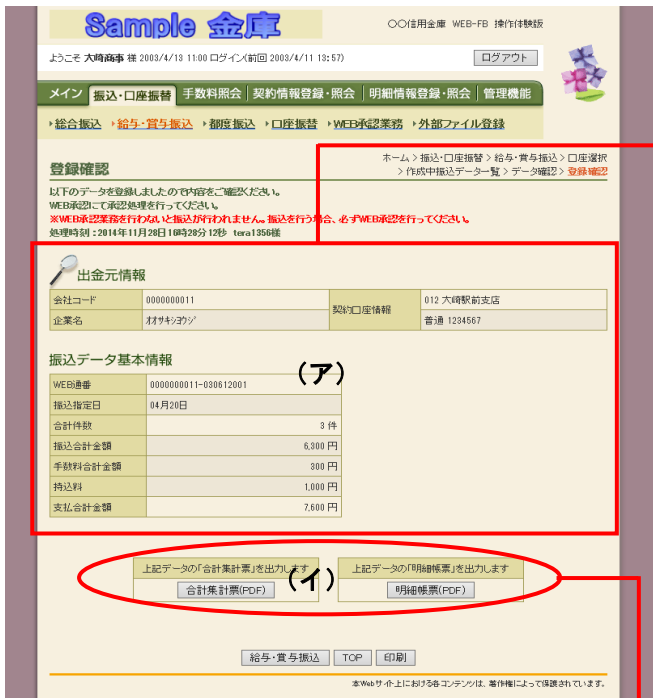 Sample 金庫
〇〇信用金庫 WEB-FB 操作体験版
ようこそ 大崎商事 様 2003/4/13 11:00 ログイン(前回 2003/4/11 13:57)
ログアウト
メイン 振込・口座振替 手数料照会 契約情報登録・照会 明細情報登録・照会 管理機能
総合振込 給与・賞与振込 都度振込 口座振替 WEB承認業務 外部ファイル登録
登録確認
ホーム > 振込・口座振替 > 給与・賞与振込 > 口座選択
> 作成中振込データ一覧 > データ確認 > 登録確認
以下のデータを登録しましたので内容をご確認ください。
WEB承認にて承認処理を行ってください。
※WEB承認業務を行わないと振込が行われません。振込を行う場合、必ずWEB承認を行ってください。
処理時刻:2014年11月28日16時28分12秒 tera1356様
出金元情報
会社コード 0000000011 契約口座情報 012 大崎駅前支店
企業名 オオサキシヨウジ 普通 1234567
振込データ基本情報
(ア)
WEB通番 0000000011-030612001
振込指定日 04月20日
合計件数 3 件
振込合計金額 6,300 円
手数料合計金額 300 円
持込料 1,000 円
支払合計金額 7,600 円
上記データの「合計集計票」を出力します 上記データの「明細帳票」を出力します
(イ)
合計集計票(PDF) 明細帳票(PDF)
給与・賞与振込 TOP 印刷
本Webサイト上における各コンテンツは、著作権によって保護されています。